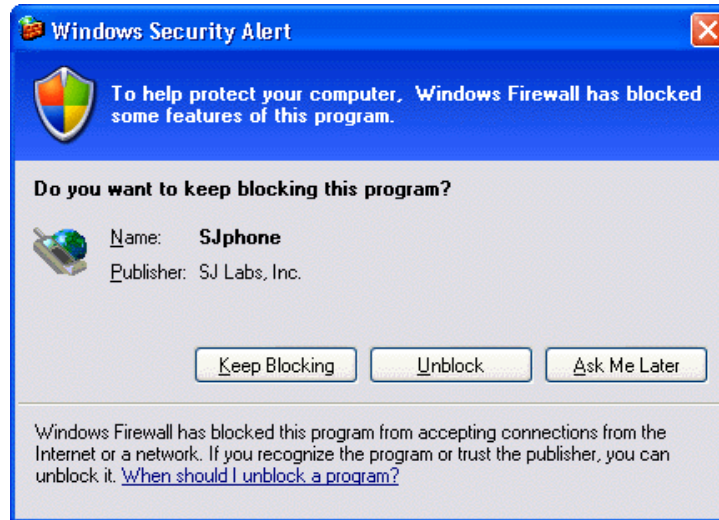 Windows Security Alert
To help protect your computer, Windows Firewall has blocked
some features of this program.
Do you want to keep blocking this program?
Name: SJphone
Publisher: SJ Labs, Inc.
Keep Blocking Unblock Ask Me Later
Windows Firewall has blocked this program from accepting connections from the
Internet or a network. If you recognize the program or trust the publisher, you can
unblock it. When should I unblock a program?